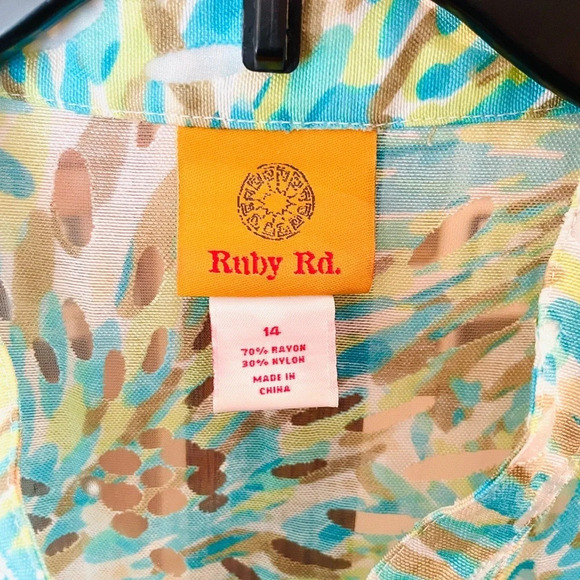 Ruby Rd.
14
70% RAYON
30% NYLON
MADE IN
CHINA